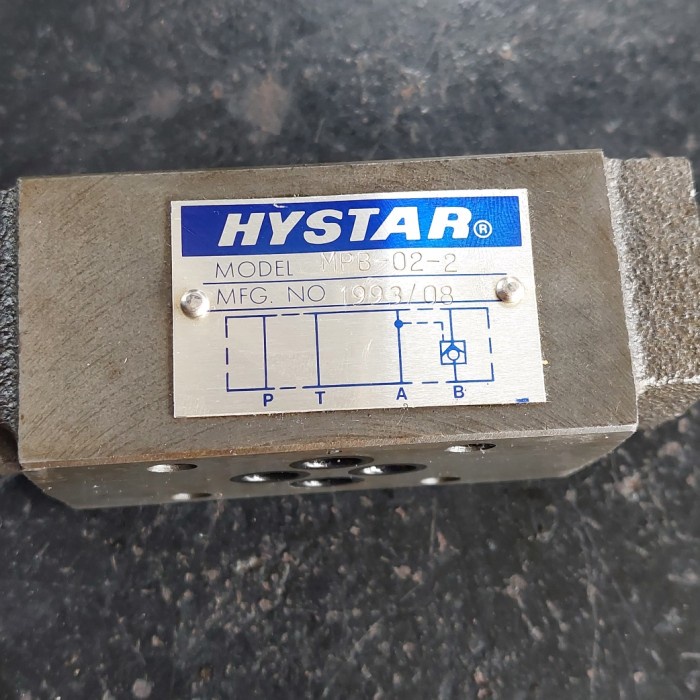 HYSTAR®
MODEL MPB-02-2
MFG. NO 1993/08
P T A B